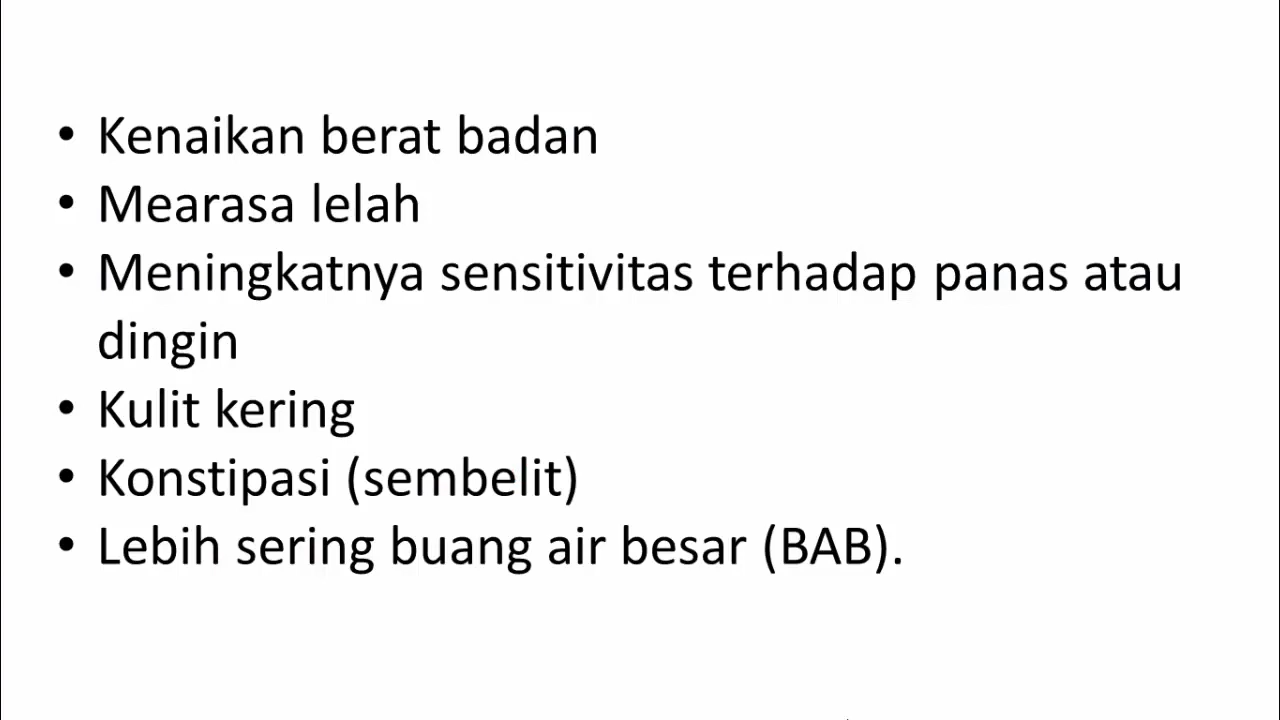 • Kenaikan berat badan
• Mearasa lelah
• Meningkatnya sensitivitas terhadap panas atau
dingin
• Kulit kering
• Konstipasi (sembelit)
• Lebih sering buang air besar (BAB).